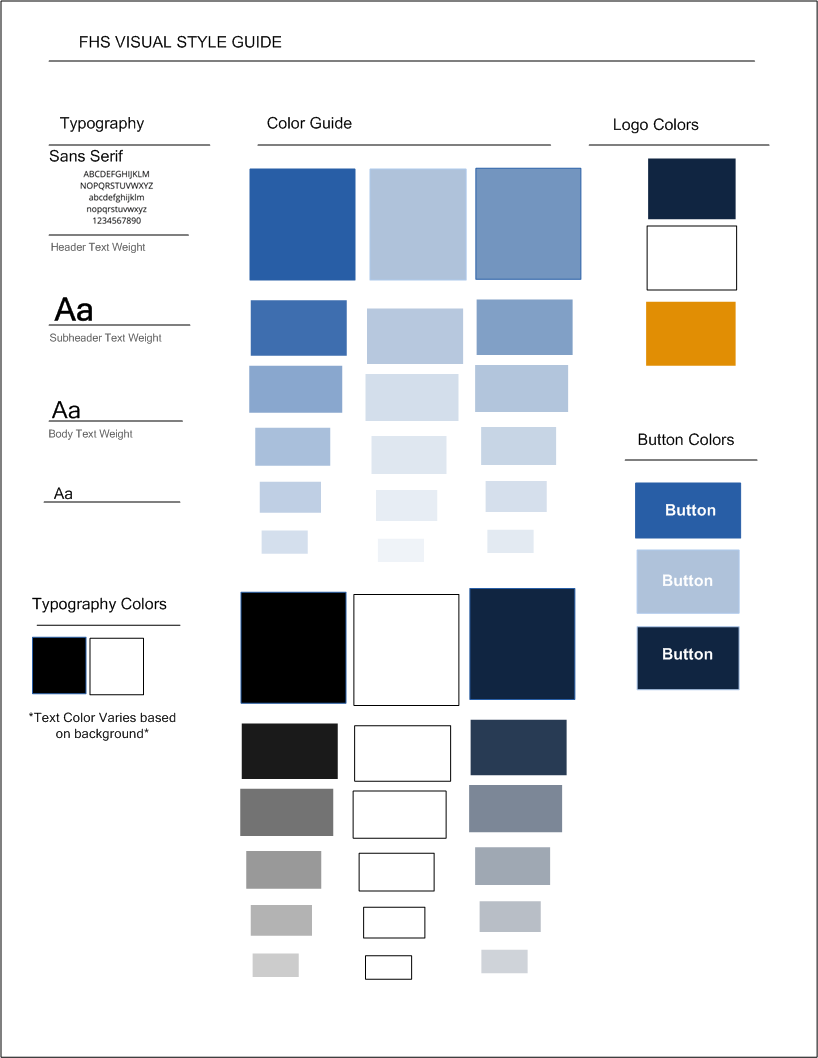 FHS VISUAL STYLE GUIDE
Typography
Sans Serif
ABCDEFGHIJKLM
NOPQRSTUVWXYZ
abcdefghijklm
nopqrstuvwxyz
1234567890
Header Text Weight
Aa
Subheader Text Weight
Aa
Body Text Weight
Aa
Typography Colors
*Text Color Varies based
on background*
Color Guide
Logo Colors
Button Colors
Button
Button
Button